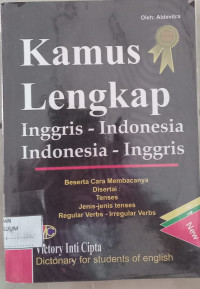 Oleh: Aldevitra
Kamus
Lengkap
Inggris - Indonesia
Indonesia - Inggris
Beserta Cara Membacanya
Disertai :
Tenses
Jenis-jenis tenses
Regular Verbs - Irregular Verbs
New
Victory Inti Cipta
Dictionary for students of english